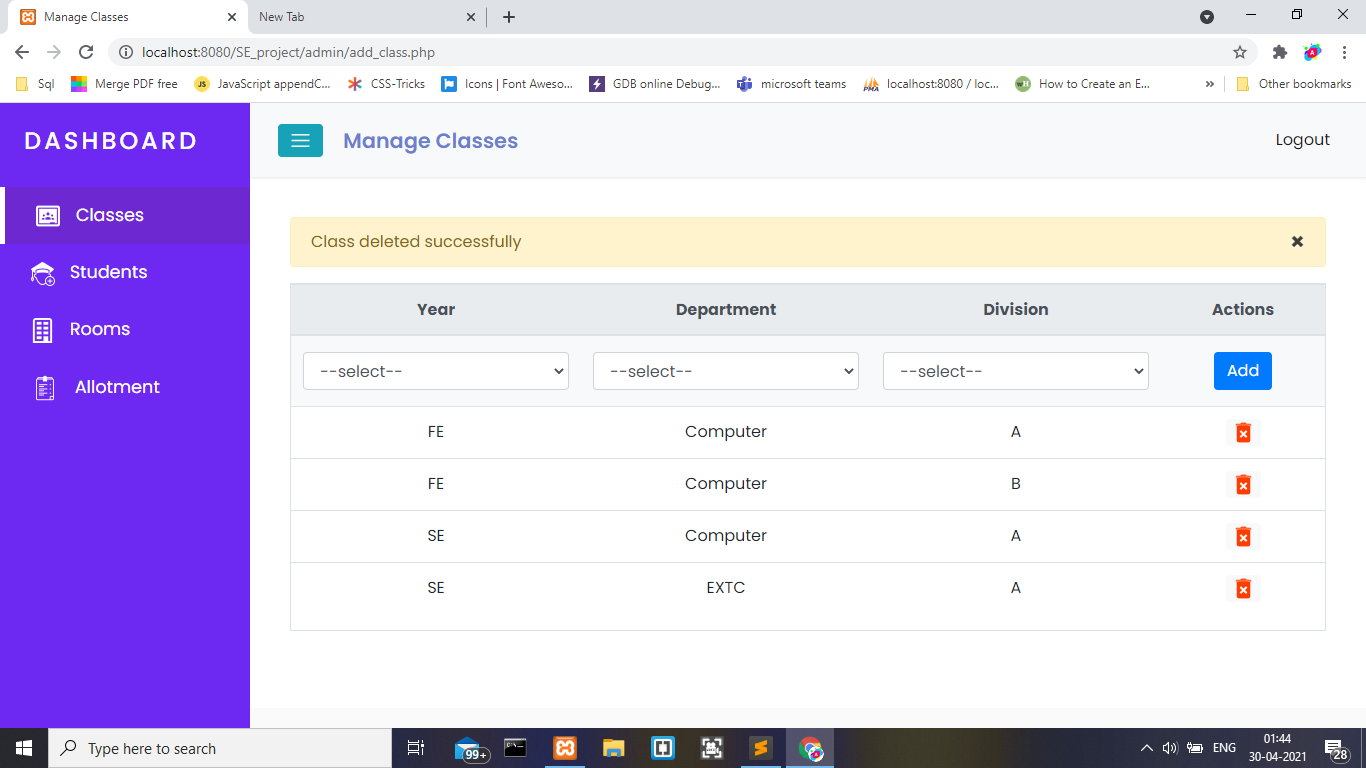 Manage Classes
New Tab
localhost:8080/SE_project/admin/add_class.php
Sql
Merge PDF free
JS
JavaScript appendC...
CSS-Tricks
Icons | Font Aweso...
GDB online Debug...
microsoft teams
PMA
localhost:8080 / loc...
wH
How to Create an E...
»
Other bookmarks
DASHBOARD
Manage Classes
Logout
Classes
Students
Rooms
Allotment
Class deleted successfully
Year Department Division Actions
--select-- --select-- --select-- Add
FE Computer A
FE Computer B
SE Computer A
SE EXTC A
Type here to search
99+
ENG
01:44
30-04-2021
28